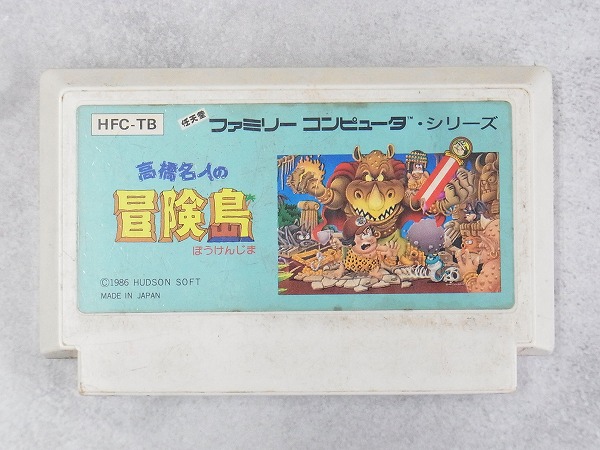 HFC-TB
任天堂 ファミリー コンピュータ™・シリーズ
高橋名人の
冒険島
ぼうけんじま
©1986 HUDSON SOFT
MADE IN JAPAN